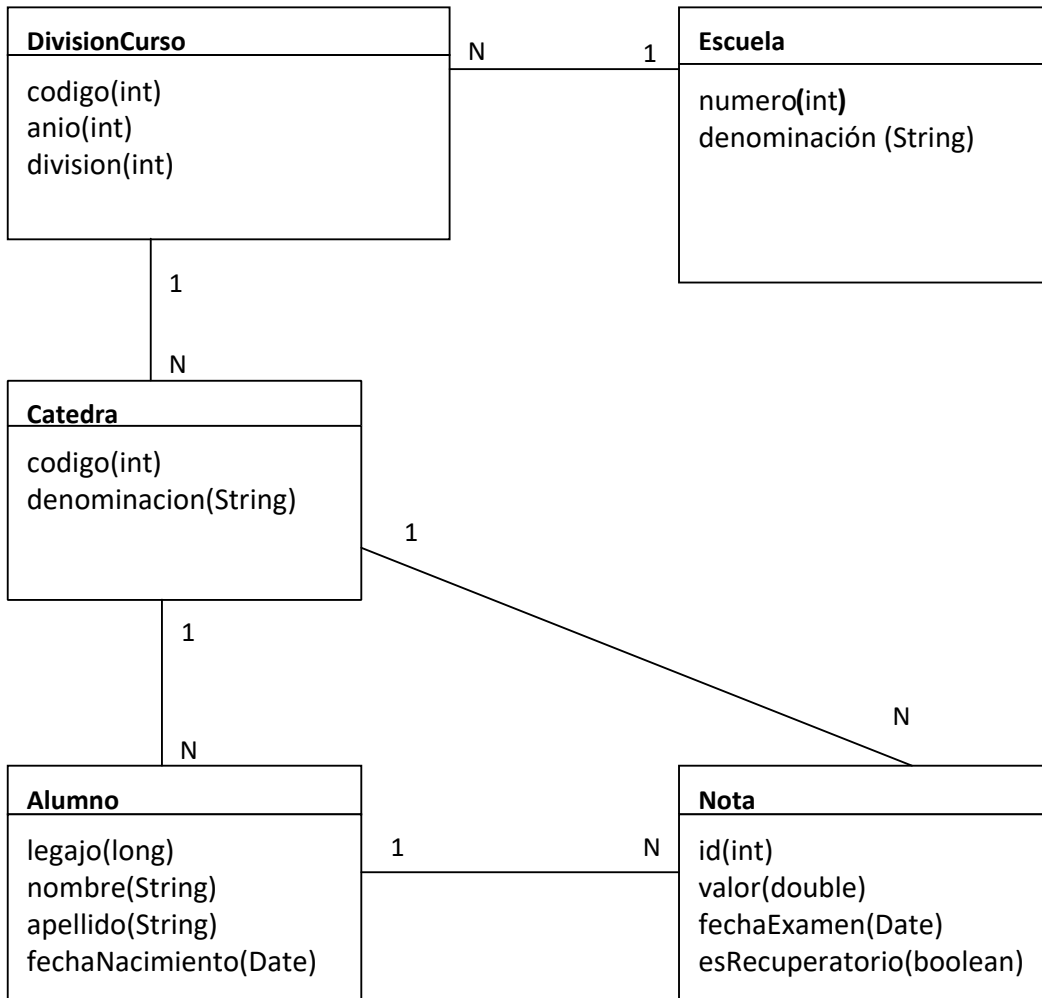 DivisionCurso
codigo(int)
anio(int)
division(int)
N
1
Escuela
numero(int)
denominación (String)
1
N
Catedra
codigo(int)
denominacion(String)
1
N
1
N
Alumno
legajo(long)
nombre(String)
apellido(String)
fechaNacimiento(Date)
1
N
Nota
id(int)
valor(double)
fechaExamen(Date)
esRecuperatorio(boolean)